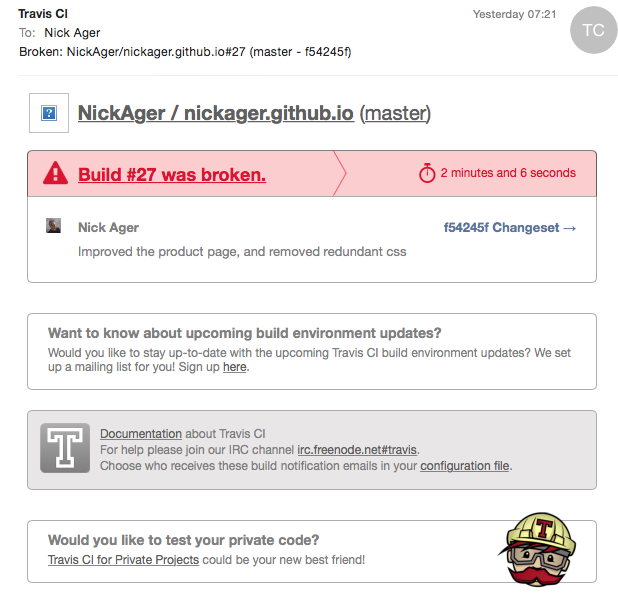 Travis CI
Yesterday 07:21
TC
To: Nick Ager
Broken: NickAger/nickager.github.io#27 (master - f54245f)
?
NickAger / nickager.github.io (master)
Build #27 was broken.
2 minutes and 6 seconds
Nick Ager
f54245f Changeset →
Improved the product page, and removed redundant css
Want to know about upcoming build environment updates?
Would you like to stay up-to-date with the upcoming Travis CI build environment updates? We set
up a mailing list for you! Sign up here.
T
Documentation about Travis CI
For help please join our IRC channel irc.freenode.net#travis.
Choose who receives these build notification emails in your configuration file.
Would you like to test your private code?
Travis CI for Private Projects could be your new best friend!
T